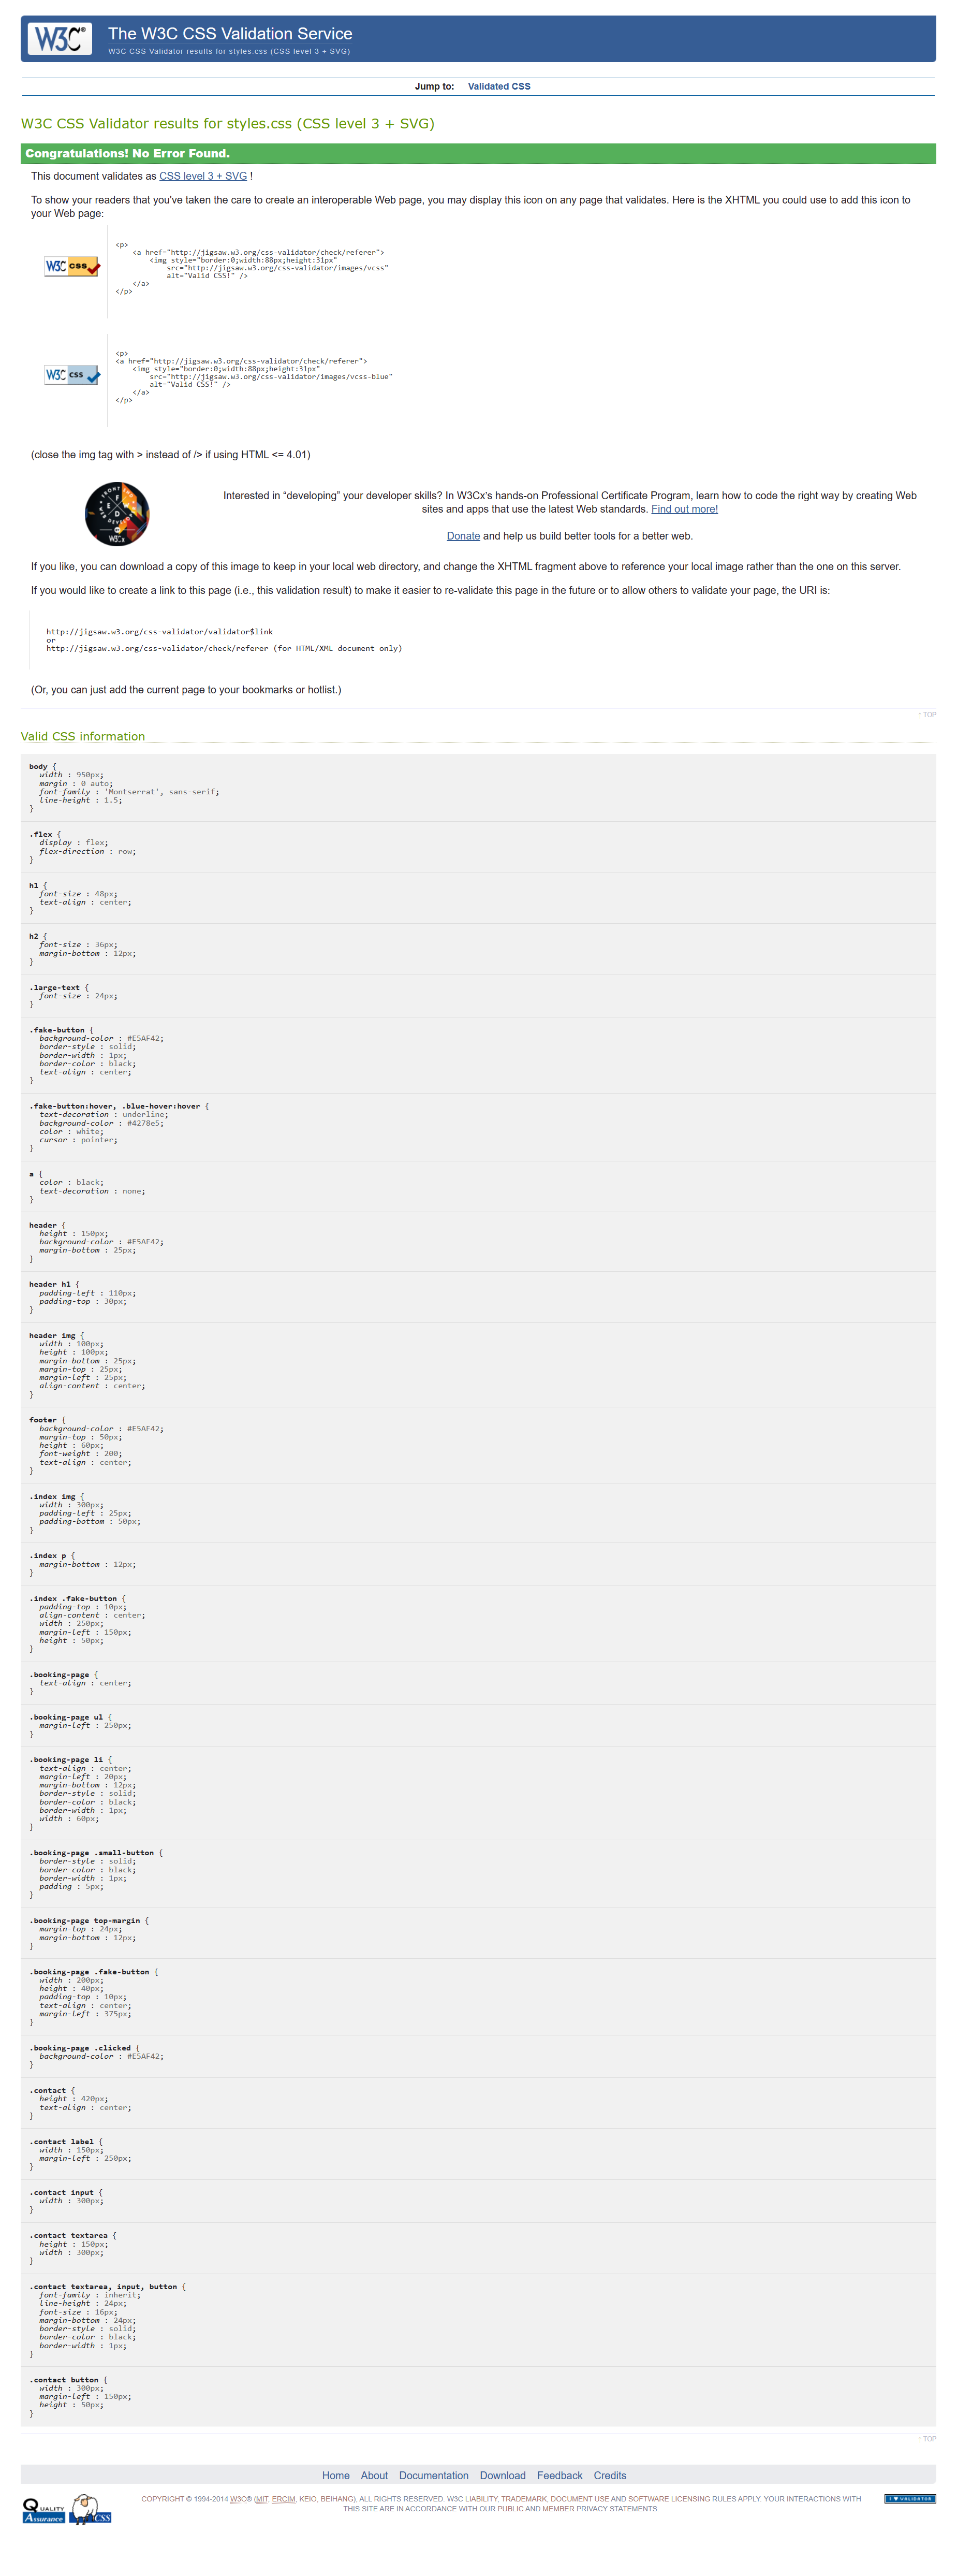 W3C®
The W3C CSS Validation Service
W3C CSS Validator results for styles.css (CSS level 3 + SVG)
Jump to: Validated CSS
W3C CSS Validator results for styles.css (CSS level 3 + SVG)
Congratulations! No Error Found.
This document validates as CSS level 3 + SVG !
To show your readers that you've taken the care to create an interoperable Web page, you may display this icon on any page that validates. Here is the XHTML you could use to add this icon to
your Web page:
W3C css
<p>
<a href="http://jigsaw.w3.org/css-validator/check/referer">
<img style="border:0;width:88px;height:31px"
src="http://jigsaw.w3.org/css-validator/images/vcss"
alt="Valid CSS!" />
</a>
</p>
W3C css
<p>
<a href="http://jigsaw.w3.org/css-validator/check/referer">
<img style="border:0;width:88px;height:31px"
src="http://jigsaw.w3.org/css-validator/images/vcss-blue"
alt="Valid CSS!" />
</a>
</p>
(close the img tag with > instead of /> if using HTML <= 4.01)
Interested in “developing” your developer skills? In W3Cx's hands-on Professional Certificate Program, learn how to code the right way by creating Web
sites and apps that use the latest Web standards. Find out more!
Donate and help us build better tools for a better web.
If you like, you can download a copy of this image to keep in your local web directory, and change the XHTML fragment above to reference your local image rather than the one on this server.
If you would like to create a link to this page (i.e., this validation result) to make it easier to re-validate this page in the future or to allow others to validate your page, the URI is:
http://jigsaw.w3.org/css-validator/validator$link
or
http://jigsaw.w3.org/css-validator/check/referer (for HTML/XML document only)
(Or, you can just add the current page to your bookmarks or hotlist.)
↑ TOP
Valid CSS information
body {
width : 950px;
margin : 0 auto;
font-family : 'Montserrat', sans-serif;
line-height : 1.5;
}
.flex {
display : flex;
flex-direction : row;
}
h1 {
font-size : 48px;
text-align : center;
}
h2 {
font-size : 36px;
margin-bottom : 12px;
}
.large-text {
font-size : 24px;
}
.fake-button {
background-color : #E5AF42;
border-style : solid;
border-width : 1px;
border-color : black;
text-align : center;
}
.fake-button:hover, .blue-hover:hover {
text-decoration : underline;
background-color : #4278e5;
color : white;
cursor : pointer;
}
a {
color : black;
text-decoration : none;
}
header {
height : 150px;
background-color : #E5AF42;
margin-bottom : 25px;
}
header h1 {
padding-left : 110px;
padding-top : 30px;
}
header img {
width : 100px;
height : 100px;
margin-bottom : 25px;
margin-top : 25px;
margin-left : 25px;
align-content : center;
}
footer {
background-color : #E5AF42;
margin-top : 50px;
height : 60px;
font-weight : 200;
text-align : center;
}
.index img {
width : 300px;
padding-left : 25px;
padding-bottom : 50px;
}
.index p {
margin-bottom : 12px;
}
.index .fake-button {
padding-top : 10px;
align-content : center;
width : 250px;
margin-left : 150px;
height : 50px;
}
.booking-page {
text-align : center;
}
.booking-page ul {
margin-left : 250px;
}
.booking-page li {
text-align : center;
margin-left : 20px;
margin-bottom : 12px;
border-style : solid;
border-color : black;
border-width : 1px;
width : 60px;
}
.booking-page .small-button {
border-style : solid;
border-color : black;
border-width : 1px;
padding : 5px;
}
.booking-page top-margin {
margin-top : 24px;
margin-bottom : 12px;
}
.booking-page .fake-button {
width : 200px;
height : 40px;
padding-top : 10px;
text-align : center;
margin-left : 375px;
}
.booking-page .clicked {
background-color : #E5AF42;
}
.contact {
height : 420px;
text-align : center;
}
.contact label {
width : 150px;
margin-left : 250px;
}
.contact input {
width : 300px;
}
.contact textarea {
height : 150px;
width : 300px;
}
.contact textarea, input, button {
font-family : inherit;
line-height : 24px;
font-size : 16px;
margin-bottom : 24px;
border-style : solid;
border-color : black;
border-width : 1px;
}
.contact button {
width : 300px;
margin-left : 150px;
height : 50px;
}
↑ TOP
Home About Documentation Download Feedback Credits
QUALITY Assurance
CSS
COPYRIGHT © 1994-2014 W3C® (MIT, ERCIM, KEIO, BEIHANG), ALL RIGHTS RESERVED. W3C LIABILITY, TRADEMARK, DOCUMENT USE AND SOFTWARE LICENSING RULES APPLY. YOUR INTERACTIONS WITH
THIS SITE ARE IN ACCORDANCE WITH OUR PUBLIC AND MEMBER PRIVACY STATEMENTS.
I ♥ VALIDATOR